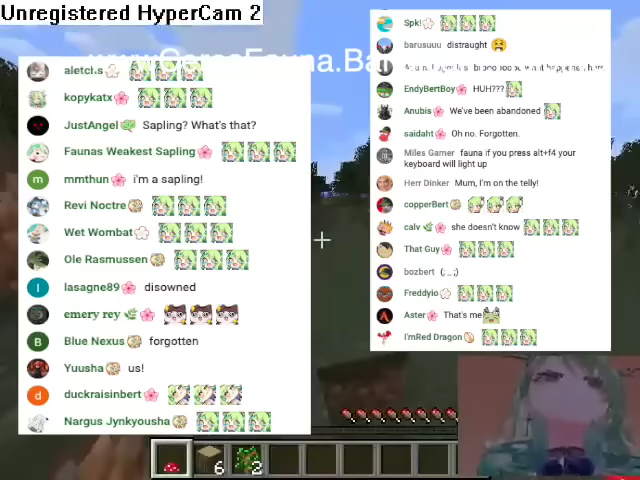 Unregistered HyperCam 2
kopykatx
JustAngel Sapling? What's that?
Faunas Weakest Sapling
mmthun i'm a sapling!
Revi Noctre
Wet Wombat
Ole Rasmussen
lasagne89 disowned
emery rey
Blue Nexus forgotten
Yuusha us!
duckraisinbert
Nargus Jynkyousha
Spk!
barusuuu distraught
EndyBertBoy HUH???
Anubis We've been abandoned
saidaht Oh no. Forgotten.
Miles Gamer fauna if you press alt+f4 your
keyboard will light up
Herr Dinker Mum, I'm on the telly!
copperBert
calv she doesn't know
That Guy
bozbert (; _ ;)
Freddyio
Aster That's me
I'mRed Dragon
6
2